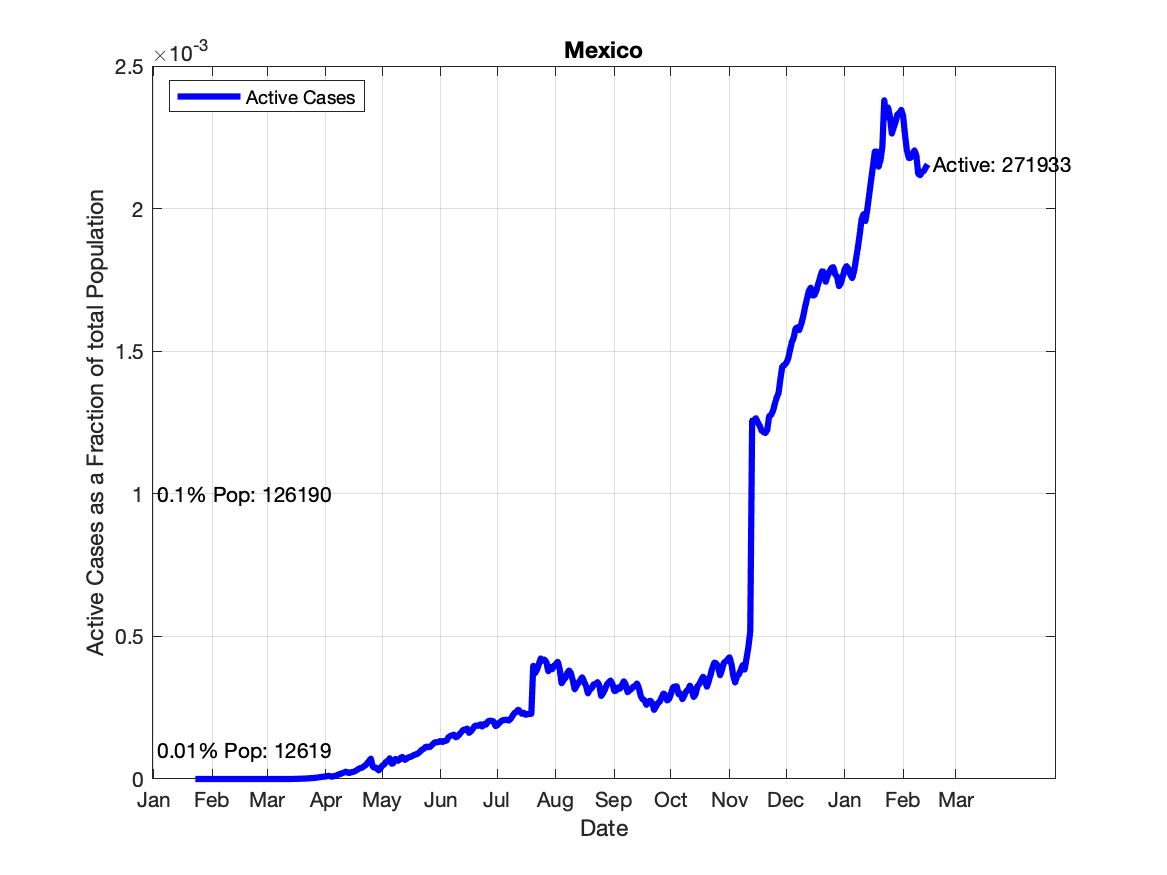 Mexico
×10-3
2.5
2
1.5
1
0.5
0
Active Cases
Active: 271933
0.1% Pop: 126190
0.01% Pop: 12619
Active Cases as a Fraction of total Population
Jan Feb Mar Apr May Jun Jul Aug Sep Oct Nov Dec Jan Feb Mar
Date